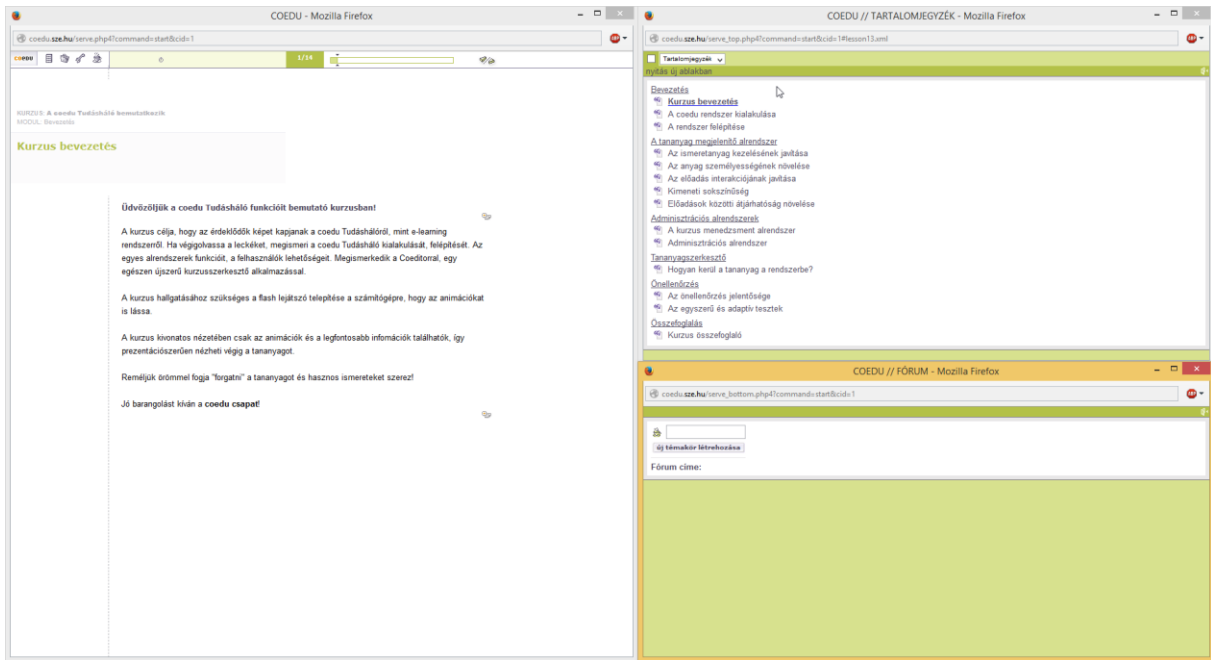 COEDU - Mozilla Firefox
coedu.sze.hu/serve.php4?command=start&cid=1
COEDU
1/14
KURZUS: A coedu Tudásháló bemutatkozik
MODUL: Bevezetés
Kurzus bevezetés
Üdvözöljük a coedu Tudásháló funkcióit bemutató kurzusban!
A kurzus célja, hogy az érdeklődők képet kapjanak a coedu Tudáshálóról, mint e-learning
rendszerről. Ha végigolvassa a leckéket, megismeri a coedu Tudásháló kialakulását, felépítését. Az
egyes alrendszerek funkcióit, a felhasználók lehetőségeit. Megismerkedik a Coeditorral, egy
egészen újszerű kurzusszerkesztő alkalmazással.
A kurzus hallgatásához szükséges a flash lejátszó telepítése a számítógépre, hogy az animációkat
is lássa.
A kurzus kivonatos nézetében csak az animációk és a legfontosabb infomációk találhatók, így
prezentációszerűen nézheti végig a tananyagot.
Reméljük örömmel fogja "forgatni" a tananyagot és hasznos ismereteket szerez!
Jó barangolást kíván a coedu csapat!
COEDU // TARTALOMJEGYZÉK - Mozilla Firefox
coedu.sze.hu/serve_top.php4?command=start&cid=1#lesson13.xml
Tartalomjegyzék
nyitás új ablakban
Bevezetés
Kurzus bevezetés
A coedu rendszer kialakulása
A rendszer felépítése
A tananyag megjelenítő alrendszer
Az ismeretanyag kezelésének javítása
Az anyag személyességének növelése
Az előadás interakciójának javítása
Kimeneti sokszínűség
Előadások közötti átjárhatóság növelése
Adminisztrációs alrendszerek
A kurzus menedzsment alrendszer
Adminisztrációs alrendszer
Tananyagszerkesztő
Hogyan kerül a tananyag a rendszerbe?
Önellenőrzés
Az önellenőrzés jelentősége
Az egyszerű és adaptív tesztek
Összefoglalás
Kurzus összefoglaló
COEDU // FÓRUM - Mozilla Firefox
coedu.sze.hu/serve_bottom.php4?command=start&cid=1
új témakör létrehozása
Fórum címe: